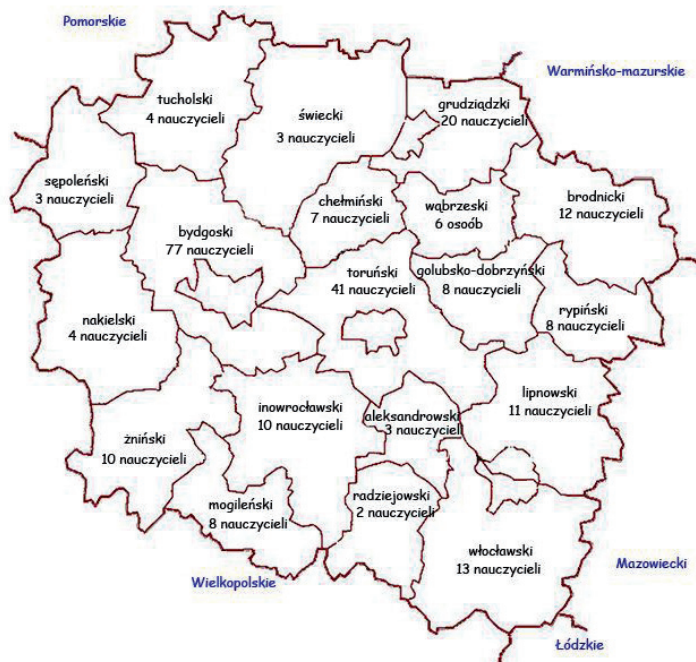 Pomorskie
Warmińsko-mazurskie
tucholski
4 nauczycieli
świecki
3 nauczycieli
grudziądzki
20 nauczycieli
sępoleński
3 nauczycieli
chełmiński
7 nauczycieli
wąbrzeski
6 osoób
brodnicki
12 nauczycieli
bydgoski
77 nauczycieli
toruński
41 nauczycieli
golubsko-dobrzyński
8 nauczycieli
rypiński
8 nauczycieli
nakielski
4 nauczycieli
inowrocławski
10 nauczycieli
aleksandrowski
3 nauczycieli
lipnowski
11 nauczycieli
żniński
10 nauczycieli
mogileński
8 nauczycieli
radziejowski
2 nauczycieli
włocławski
13 nauczycieli
Wielkopolskie
Mazowiecki
Łódzkie